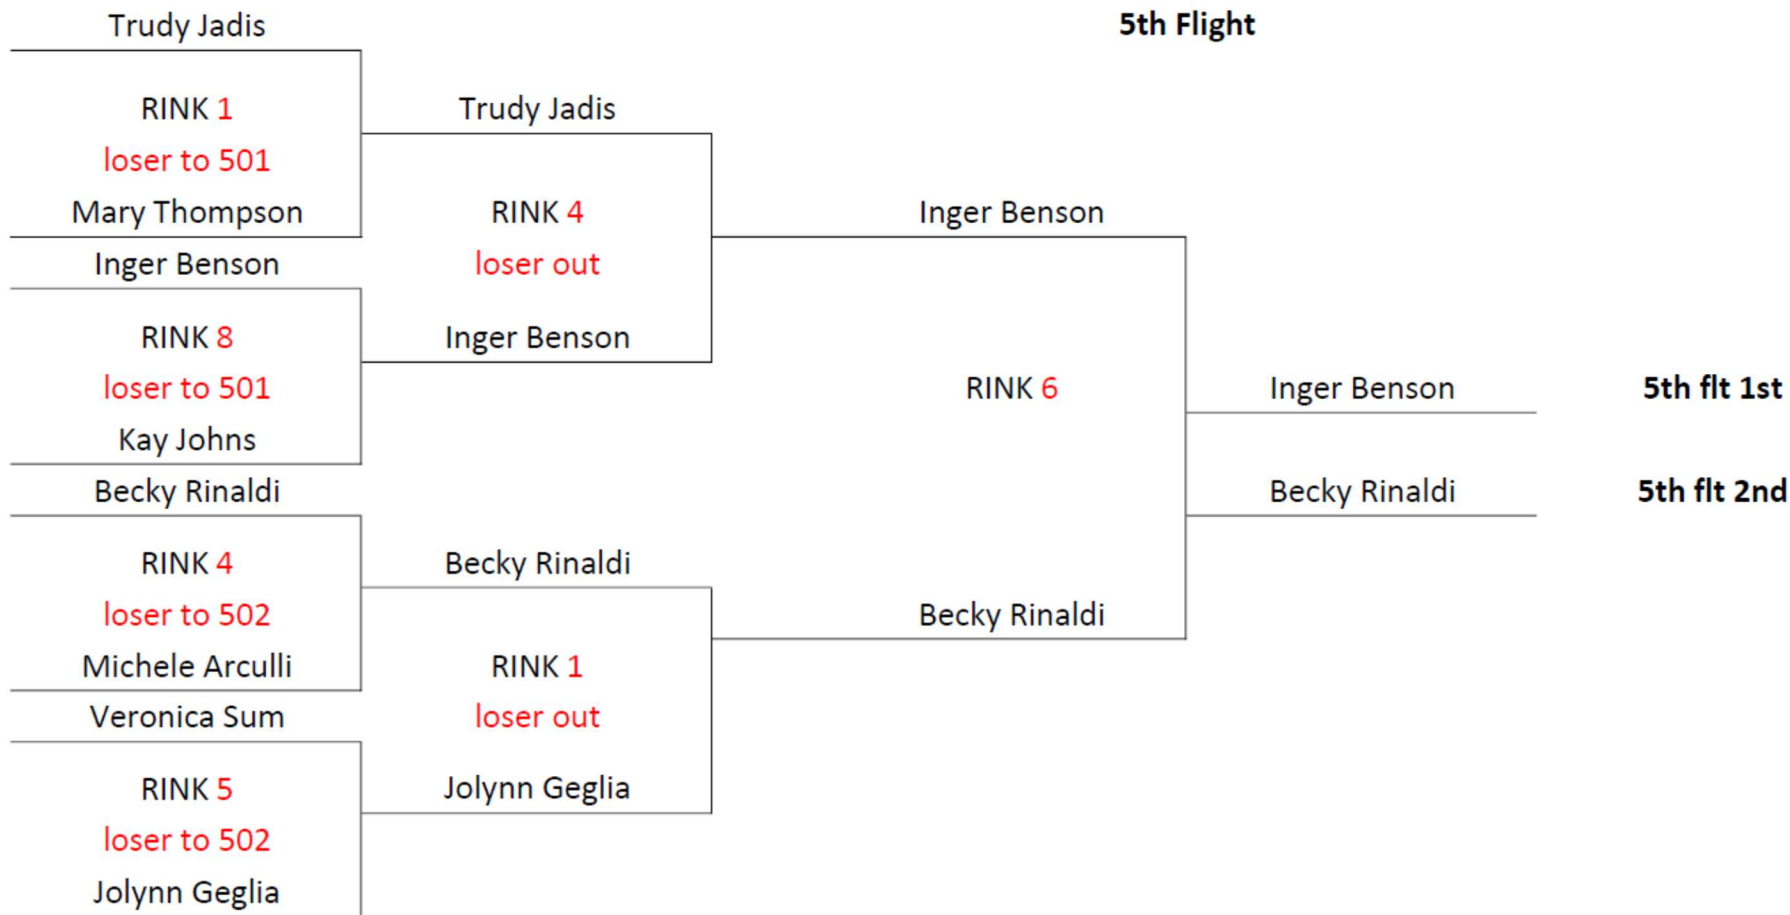 Trudy Jadis
5th Flight
RINK 1
Trudy Jadis
loser to 501
Mary Thompson
RINK 4
Inger Benson
Inger Benson
loser out
RINK 8
Inger Benson
loser to 501
RINK 6
Inger Benson
5th flt 1st
Kay Johns
Becky Rinaldi
Becky Rinaldi
5th flt 2nd
RINK 4
Becky Rinaldi
loser to 502
Becky Rinaldi
Michele Arculli
RINK 1
Veronica Sum
loser out
RINK 5
Jolynn Geglia
loser to 502
Jolynn Geglia